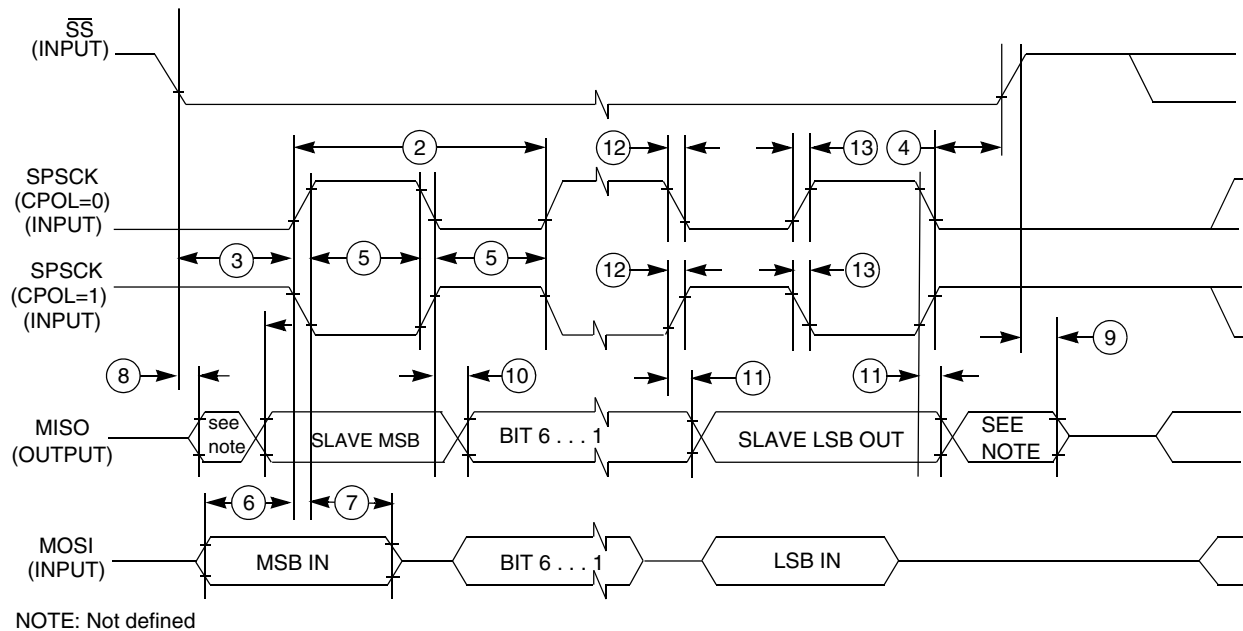 SS
(INPUT)
2
12
13
4
SPSCK
(CPOL=0)
(INPUT)
3
5
5
12
13
SPSCK
(CPOL=1)
(INPUT)
8
10
11
11
9
MISO
(OUTPUT)
see
note
SLAVE MSB
BIT 6 . . . 1
SLAVE LSB OUT
SEE
NOTE
6
7
MOSI
(INPUT)
MSB IN
BIT 6 . . . 1
LSB IN
NOTE: Not defined